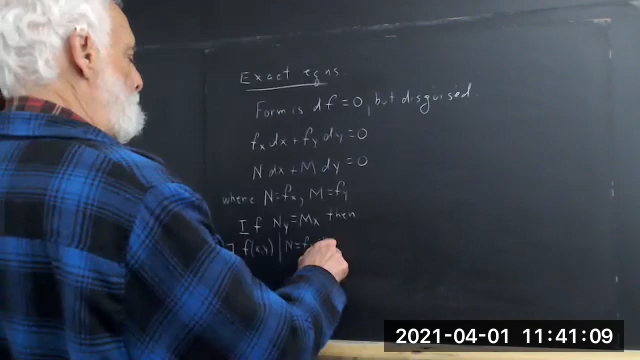 Exact eqns.
Form is df = 0, but disguised.
fx dx + fy dy = 0
N dx + M dy = 0
where N = fx, M = fy
If Ny = Mx then
∃ f(x,y) | N = f
2021-04-01 11:41:09